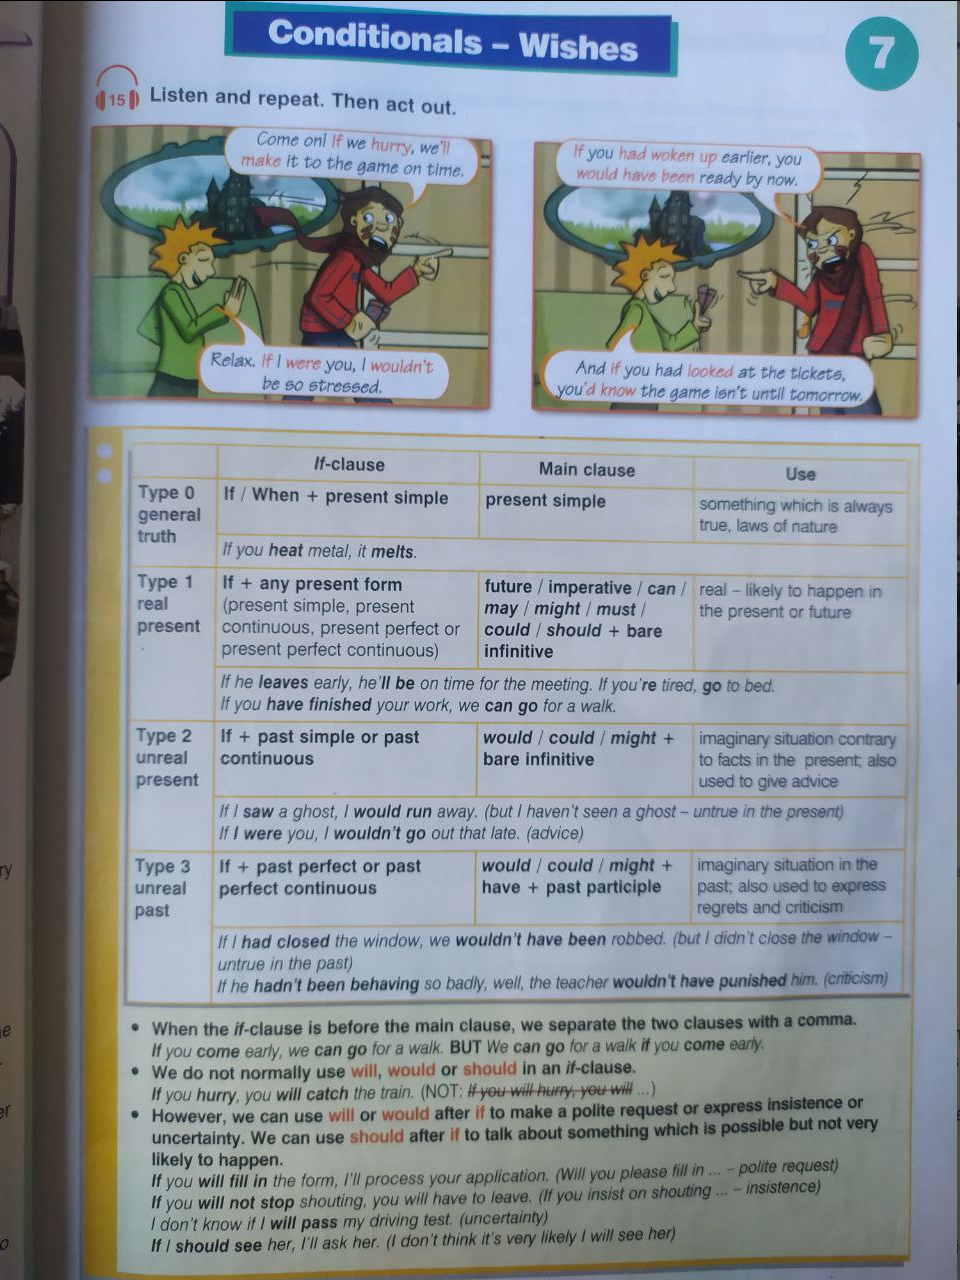 Conditionals – Wishes
7
15 Listen and repeat. Then act out.
Come on! If we hurry, we'll
make it to the game on time.
Relax. If I were you, I wouldn't
be so stressed.
If you had woken up earlier, you
would have been ready by now.
And if you had looked at the tickets,
you'd know the game isn't until tomorrow.
If-clause Main clause Use
Type 0
general
truth
If / When + present simple
present simple
something which is always
true, laws of nature
If you heat metal, it melts.
Type 1
real
present
If + any present form
(present simple, present
continuous, present perfect or
present perfect continuous)
future / imperative / can /
may / might / must /
could / should + bare
infinitive
real – likely to happen in
the present or future
If he leaves early, he'll be on time for the meeting. If you're tired, go to bed.
If you have finished your work, we can go for a walk.
Type 2
unreal
present
If + past simple or past
continuous
would / could / might +
bare infinitive
imaginary situation contrary
to facts in the present; also
used to give advice
If I saw a ghost, I would run away. (but I haven't seen a ghost – untrue in the present)
If I were you, I wouldn't go out that late. (advice)
Type 3
unreal
past
If + past perfect or past
perfect continuous
would / could / might +
have + past participle
imaginary situation in the
past; also used to express
regrets and criticism
If I had closed the window, we wouldn't have been robbed. (but I didn't close the window –
untrue in the past)
If he hadn't been behaving so badly, well, the teacher wouldn't have punished him. (criticism)
• When the if-clause is before the main clause, we separate the two clauses with a comma.
If you come early, we can go for a walk. BUT We can go for a walk if you come early.
• We do not normally use will, would or should in an if-clause.
If you hurry, you will catch the train. (NOT: If you will hurry, you will ...)
• However, we can use will or would after if to make a polite request or express insistence or
uncertainty. We can use should after if to talk about something which is possible but not very
likely to happen.
If you will fill in the form, I'll process your application. (Will you please fill in ... – polite request)
If you will not stop shouting, you will have to leave. (If you insist on shouting ... – insistence)
I don't know if I will pass my driving test. (uncertainty)
If I should see her, I'll ask her. (I don't think it's very likely I will see her)